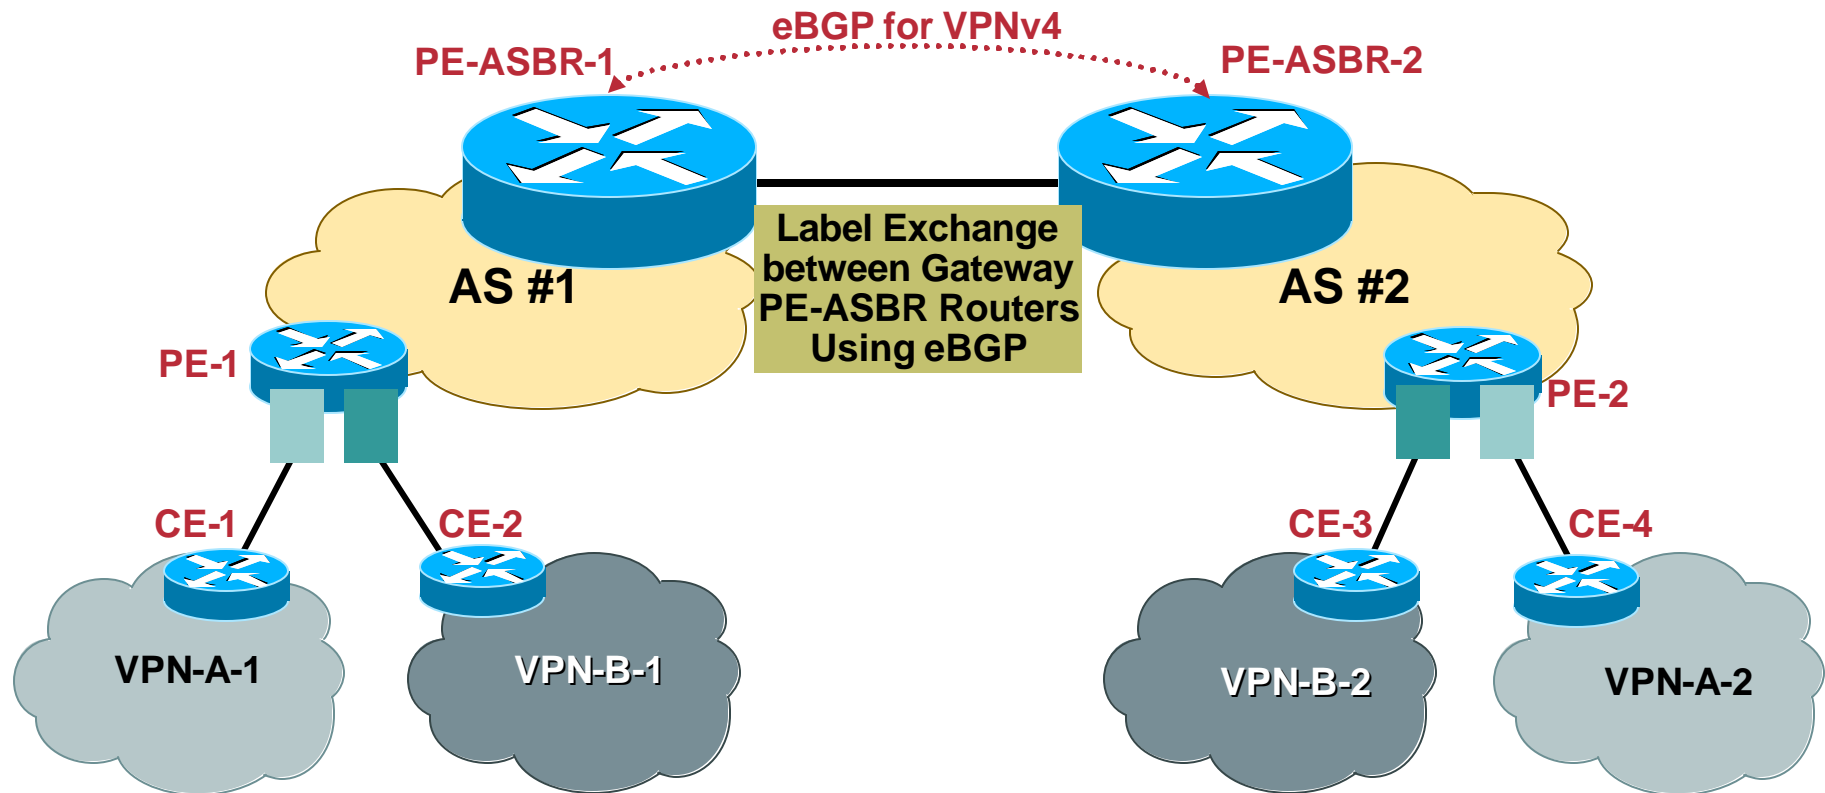 eBGP for VPNv4
PE-ASBR-1
PE-ASBR-2
Label Exchange
between Gateway
PE-ASBR Routers
Using eBGP
AS #1
AS #2
PE-1
PE-2
CE-1
CE-2
CE-3
CE-4
VPN-A-1
VPN-B-1
VPN-B-2
VPN-A-2